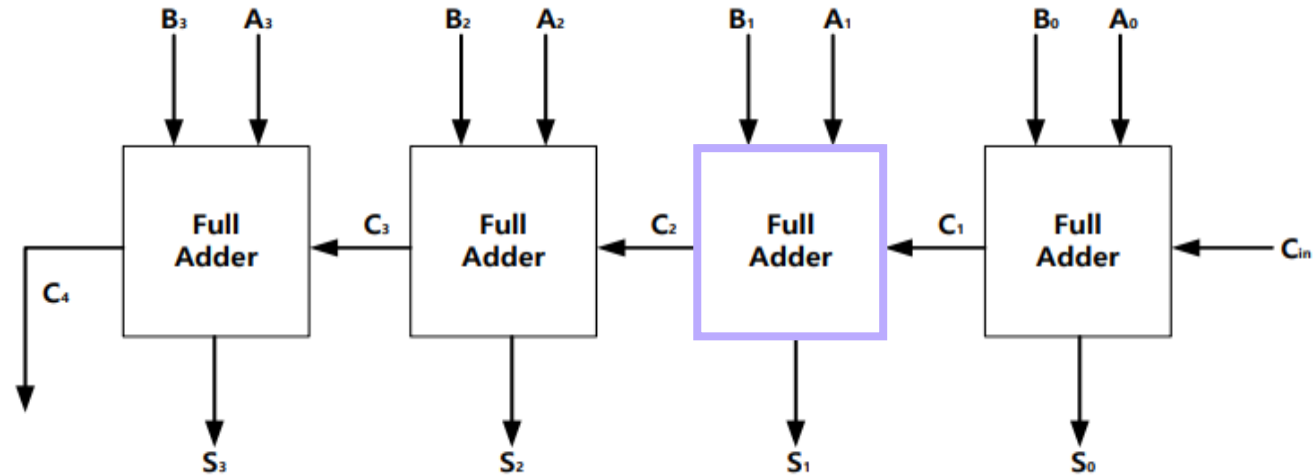 B₃ A₃ B₂ A₂ B₁ A₁ B₀ A₀
Full Full Full Full
Adder Adder Adder Adder
C₃ C₂ C₁ Cᵢₙ
C₄
S₃ S₂ S₁ S₀